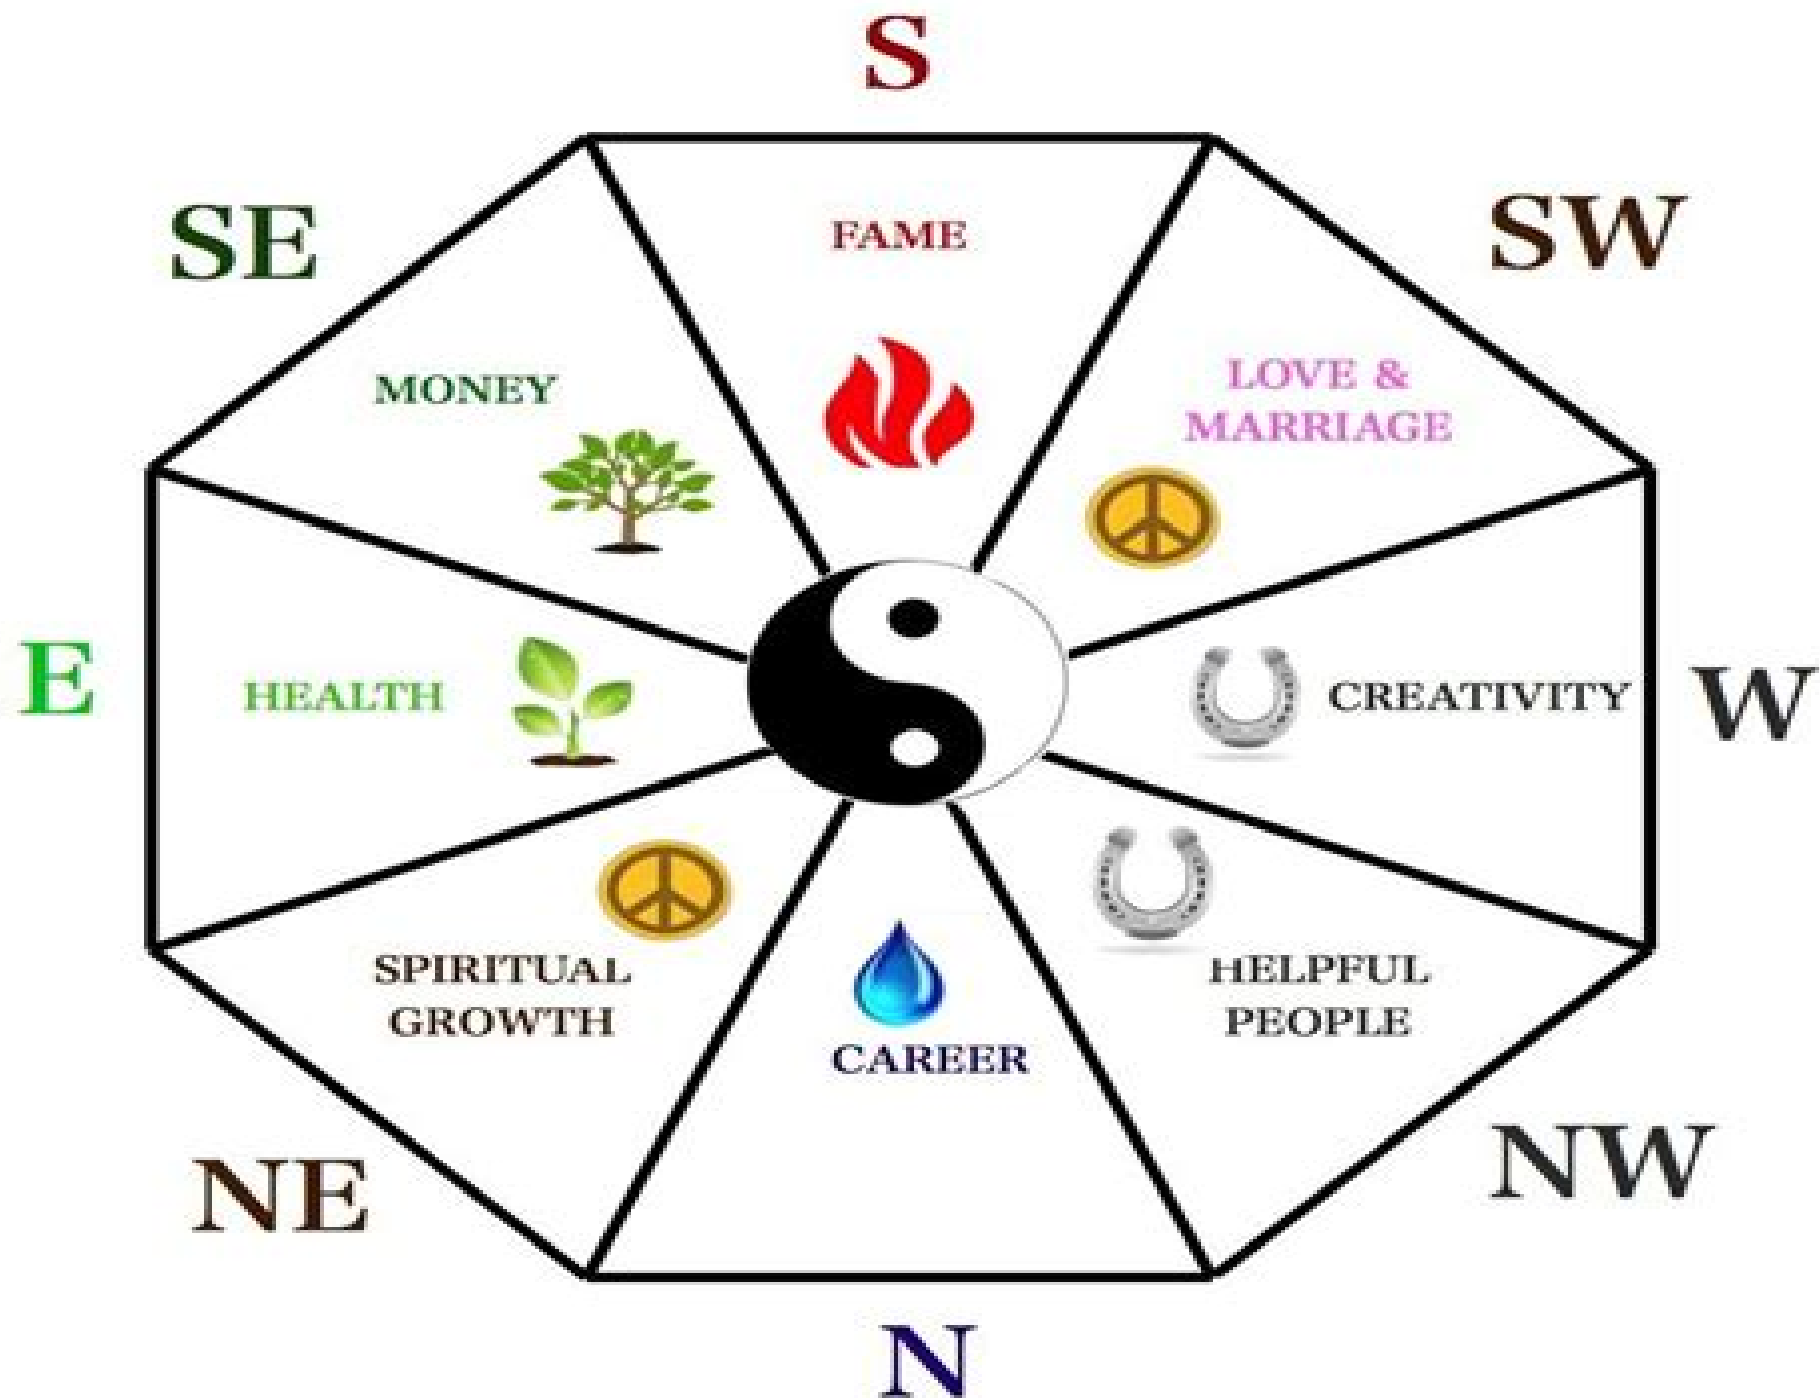 S
SE
SW
FAME
MONEY
LOVE &
MARRIAGE
E
HEALTH
CREATIVITY
W
SPIRITUAL
GROWTH
HELPFUL
PEOPLE
CAREER
NE
NW
N